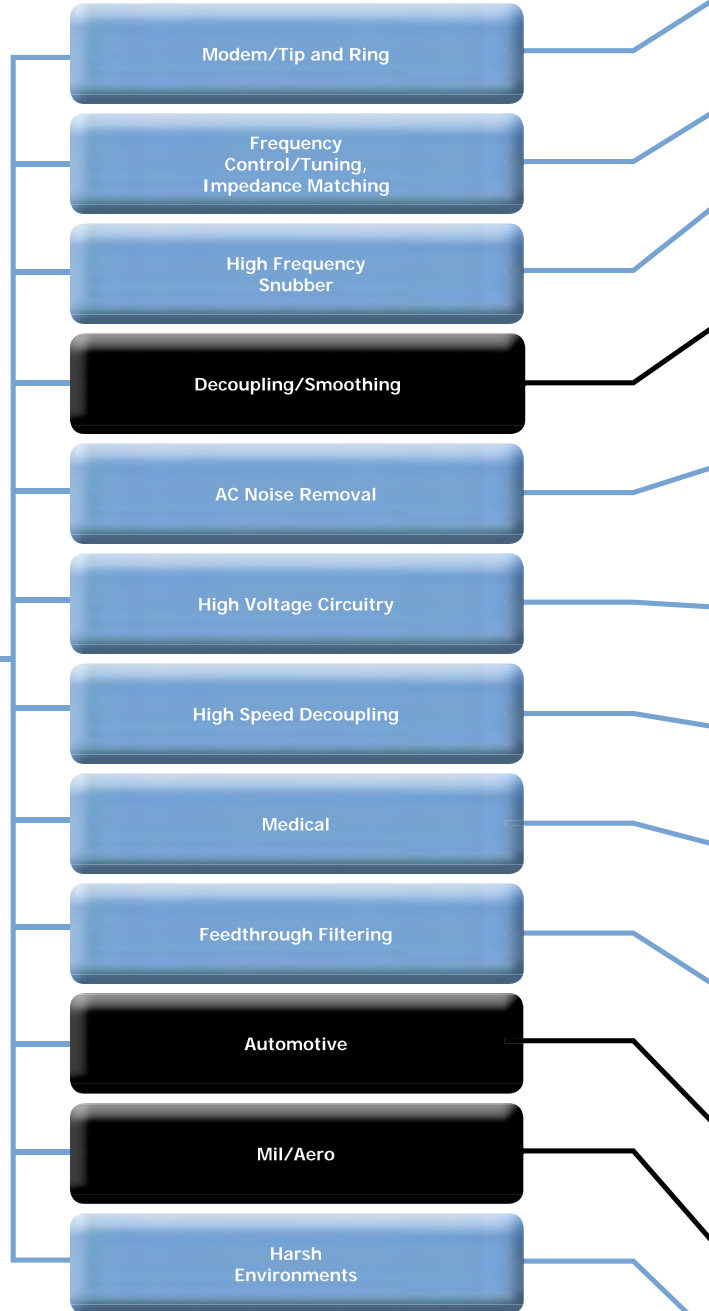 Modem/Tip and Ring
Frequency
Control/Tuning,
Impedance Matching
High Frequency
Snubber
Decoupling/Smoothing
AC Noise Removal
High Voltage Circuitry
High Speed Decoupling
Medical
Feedthrough Filtering
Automotive
Mil/Aero
Harsh
Environments